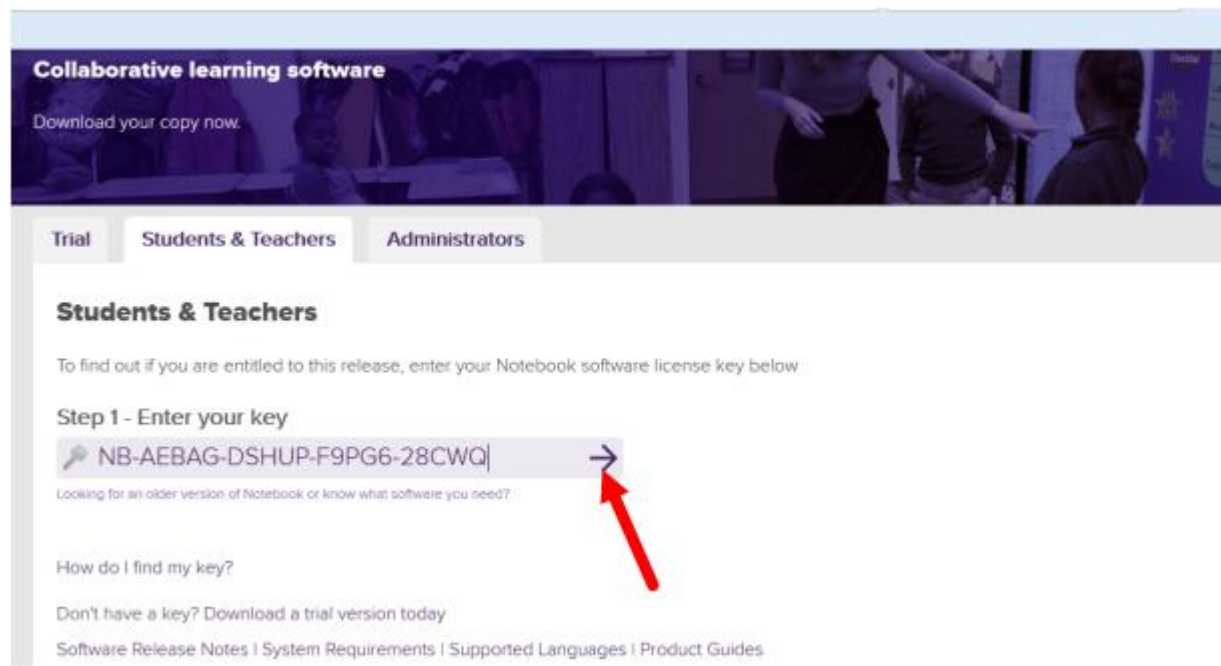 Collaborative learning software
Download your copy now.
Trial Students & Teachers Administrators
Students & Teachers
To find out if you are entitled to this release, enter your Notebook software license key below
Step 1 - Enter your key
NB-AEBAG-DSHUP-F9PG6-28CWQ
Looking for an older version of Notebook or know what software you need?
How do I find my key?
Don't have a key? Download a trial version today
Software Release Notes | System Requirements | Supported Languages | Product Guides